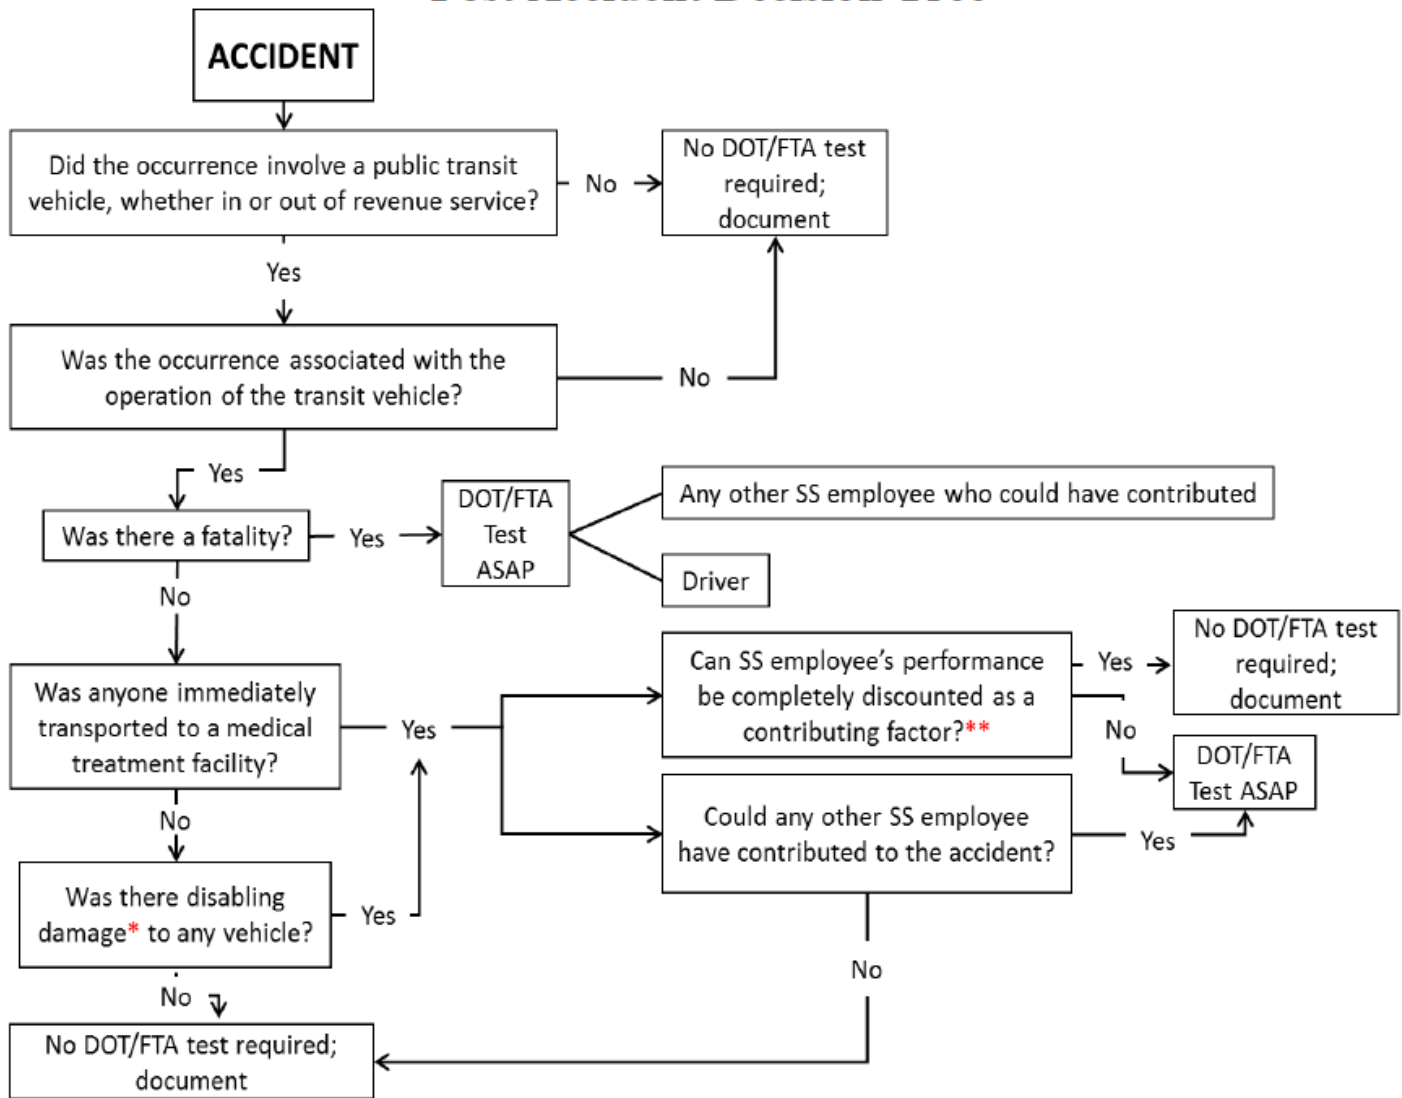 ACCIDENT
Did the occurrence involve a public transit
vehicle, whether in or out of revenue service?
No
No DOT/FTA test
required;
document
Yes
Was the occurrence associated with the
operation of the transit vehicle?
No
Yes
Was there a fatality?
Yes
DOT/FTA
Test
ASAP
Any other SS employee who could have contributed
Driver
No
Was anyone immediately
transported to a medical
treatment facility?
Yes
Can SS employee's performance
be completely discounted as a
contributing factor?**
Yes
No DOT/FTA test
required;
document
No
DOT/FTA
Test ASAP
Could any other SS employee
have contributed to the accident?
Yes
No
No
Was there disabling
damage* to any vehicle?
Yes
No
No DOT/FTA test required;
document